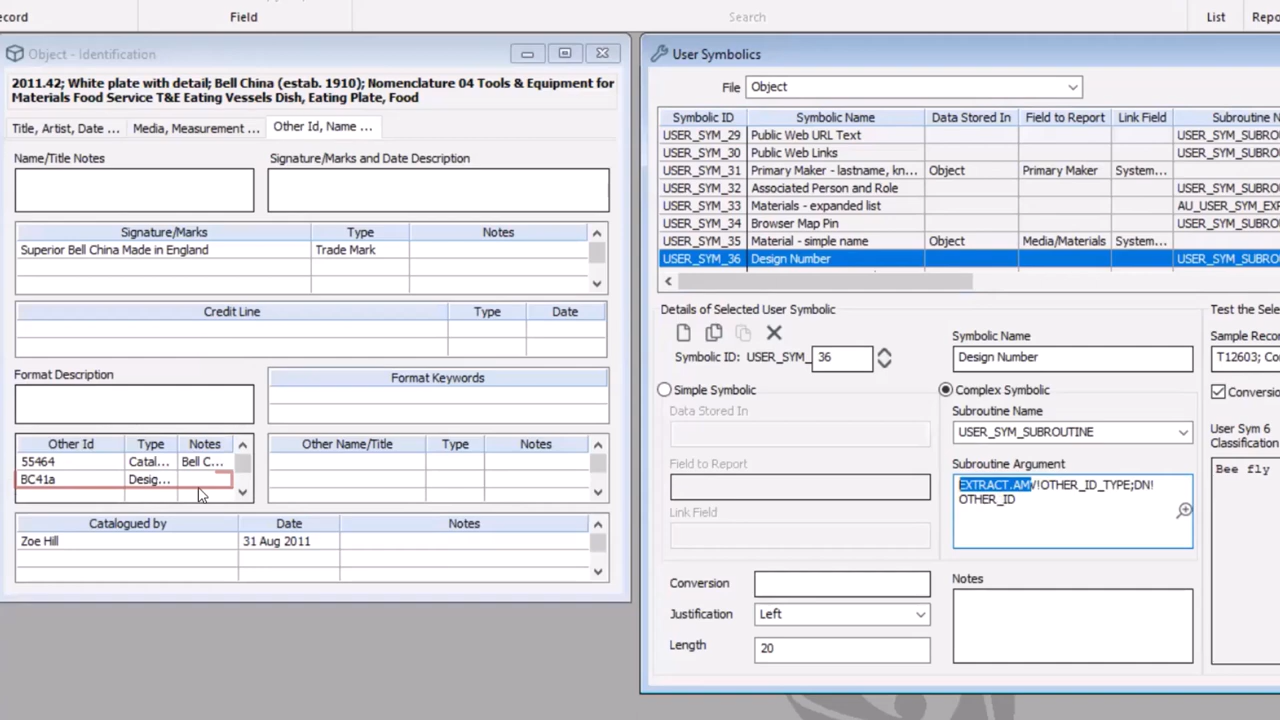 ecord
Field
Search
List
Repo
Object - Identification
2011.42; White plate with detail; Bell China (estab. 1910); Nomenclature 04 Tools & Equipment for
Materials Food Service T&E Eating Vessels Dish, Eating Plate, Food
Title, Artist, Date ...
Media, Measurement ...
Other Id, Name ...
Name/Title Notes
Signature/Marks and Date Description
Signature/Marks Type Notes
Superior Bell China Made in England Trade Mark
Credit Line Type Date
Format Description
Format Keywords
Other Id Type Notes
55464 Catal... Bell C...
BC41a Desig...
Other Name/Title Type Notes
Catalogued by Date Notes
Zoe Hill 31 Aug 2011
User Symbolics
File Object
Symbolic ID Symbolic Name Data Stored In Field to Report Link Field Subroutine N
USER_SYM_29 Public Web URL Text USER_SYM_SUBRO
USER_SYM_30 Public Web Links USER_SYM_SUBRO
USER_SYM_31 Primary Maker - lastname, kn... Object Primary Maker System...
USER_SYM_32 Associated Person and Role USER_SYM_SUBRO
USER_SYM_33 Materials - expanded list AU_USER_SYM_EXP
USER_SYM_34 Browser Map Pin USER_SYM_SUBRO
USER_SYM_35 Material - simple name Object Media/Materials System...
USER_SYM_36 Design Number USER_SYM_SUBRO
Details of Selected User Symbolic
Symbolic ID: USER_SYM_ 36
Symbolic Name
Design Number
Simple Symbolic
Data Stored In
Field to Report
Link Field
Complex Symbolic
Subroutine Name
USER_SYM_SUBROUTINE
Subroutine Argument
EXTRACT.AMV!OTHER_ID_TYPE;DN!
OTHER_ID
Conversion
Justification Left
Length 20
Notes
Test the Sele
Sample Recor
T12603; Co
Conversio
User Sym 6
Classification
Bee fly